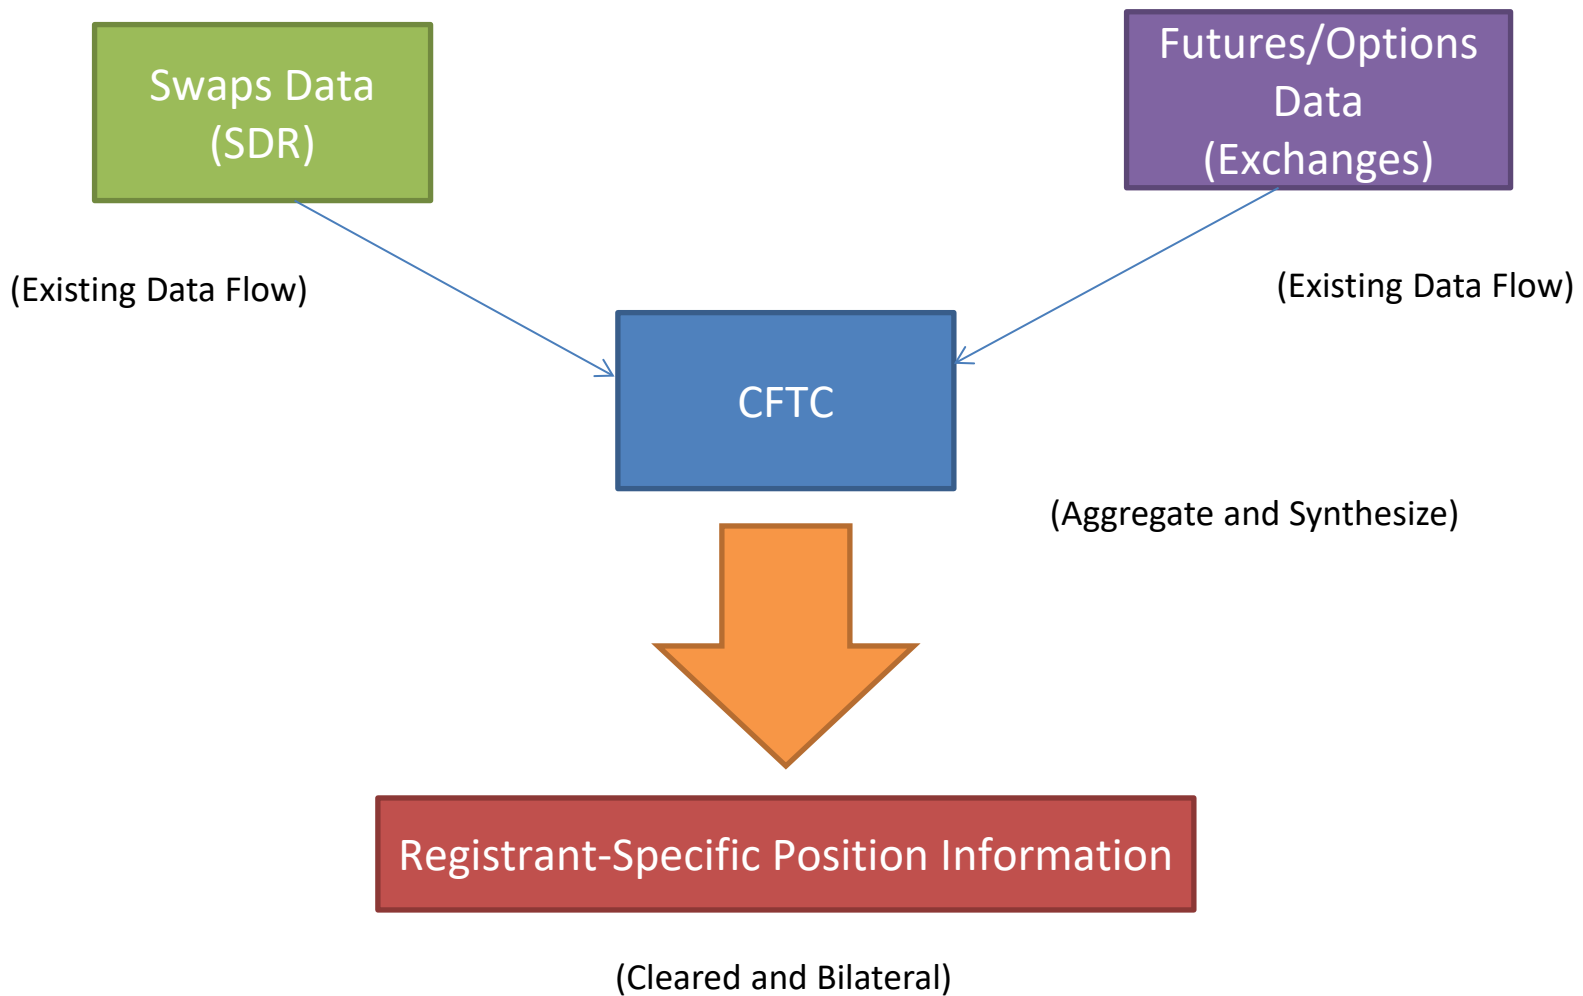 Swaps Data
(SDR)
Futures/Options
Data
(Exchanges)
(Existing Data Flow)
(Existing Data Flow)
CFTC
(Aggregate and Synthesize)
Registrant-Specific Position Information
(Cleared and Bilateral)